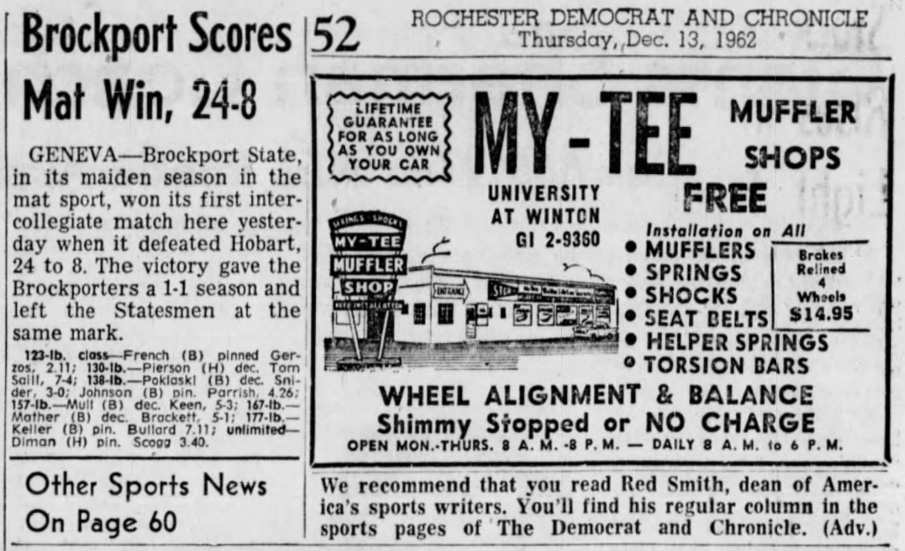 Brockport Scores
Mat Win, 24-8
GENEVA—Brockport State,
in its maiden season in the
mat sport, won its first inter-
collegiate match here yester-
day when it defeated Hobart,
24 to 8. The victory gave the
Brockporters a 1-1 season and
left the Statesmen at the
same mark.
123-lb. class—French (B) pinned Ger-
zos, 2.11; 130-lb.—Pierson (H) dec. Tom
Saill, 7-4; 138-lb.—Poklaski (B) dec. Sni-
der, 3-0; Johnson (B) pin. Parrish, 4.26;
157-lb.—Mull (B) dec. Keen, 5-3; 167-lb.—
Mather (B) dec. Brackett, 5-1; 177-lb.—
Keller (B) pin. Bullard 7.11; unlimited—
Diman (H) pin. Scogg 3.40.
Other Sports News
On Page 60
52
ROCHESTER DEMOCRAT AND CHRONICLE
Thursday, Dec. 13, 1962
LIFETIME
GUARANTEE
FOR AS LONG
AS YOU OWN
YOUR CAR
MY-TEE
MUFFLER
SHOPS
UNIVERSITY
AT WINTON
GI 2-9360
FREE
Installation on All
• MUFFLERS
• SPRINGS
• SHOCKS
• SEAT BELTS
• HELPER SPRINGS
• TORSION BARS
Brakes
Relined
4
Wheels
$14.95
SPRINGS SHOCKS
MY-TEE
MUFFLER
SHOP
ENTRANCE
WHEEL ALIGNMENT & BALANCE
Shimmy Stopped or NO CHARGE
OPEN MON.-THURS. 8 A. M. -8 P. M. — DAILY 8 A. M. to 6 P. M.
We recommend that you read Red Smith, dean of Amer-
ica's sports writers. You'll find his regular column in the
sports pages of The Democrat and Chronicle. (Adv.)